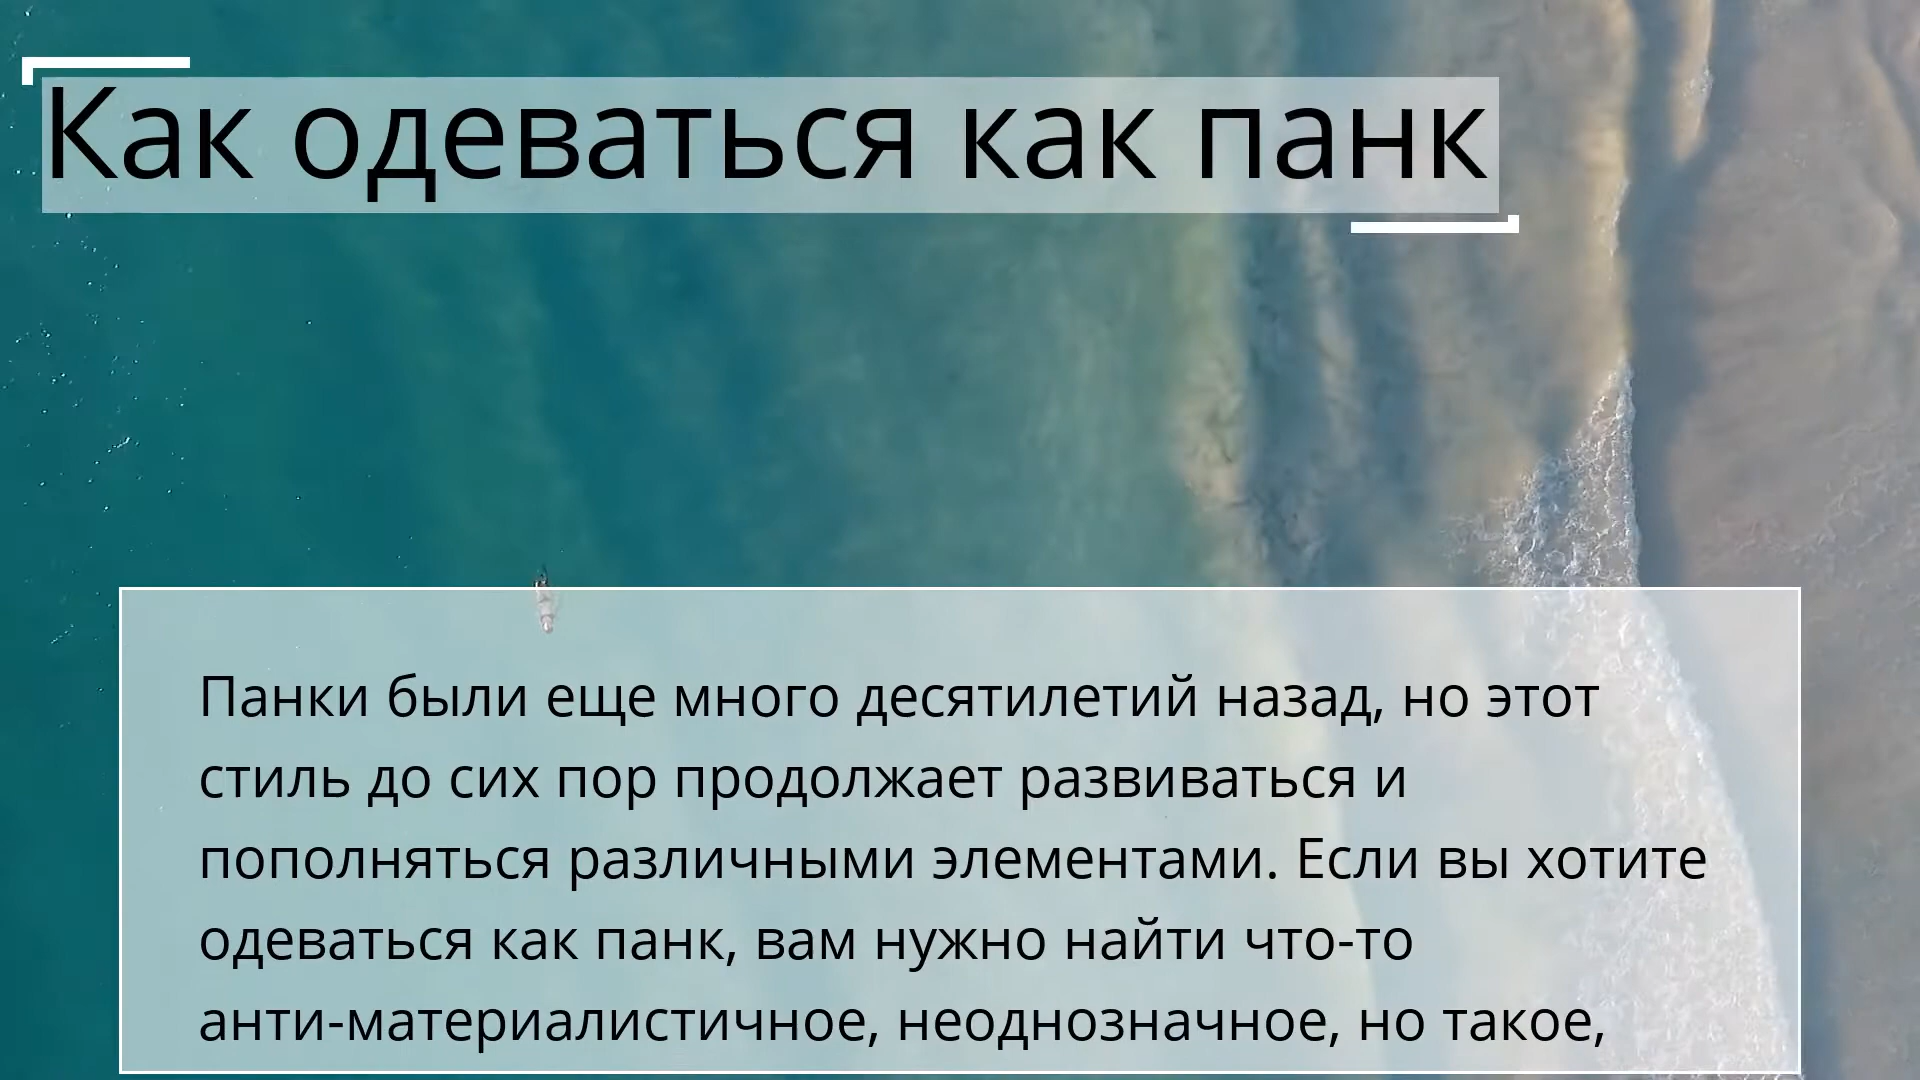 Как одеваться как панк
Панки были еще много десятилетий назад, но этот
стиль до сих пор продолжает развиваться и
пополняться различными элементами. Если вы хотите
одеваться как панк, вам нужно найти что-то
анти-материалистичное, неоднозначное, но такое,